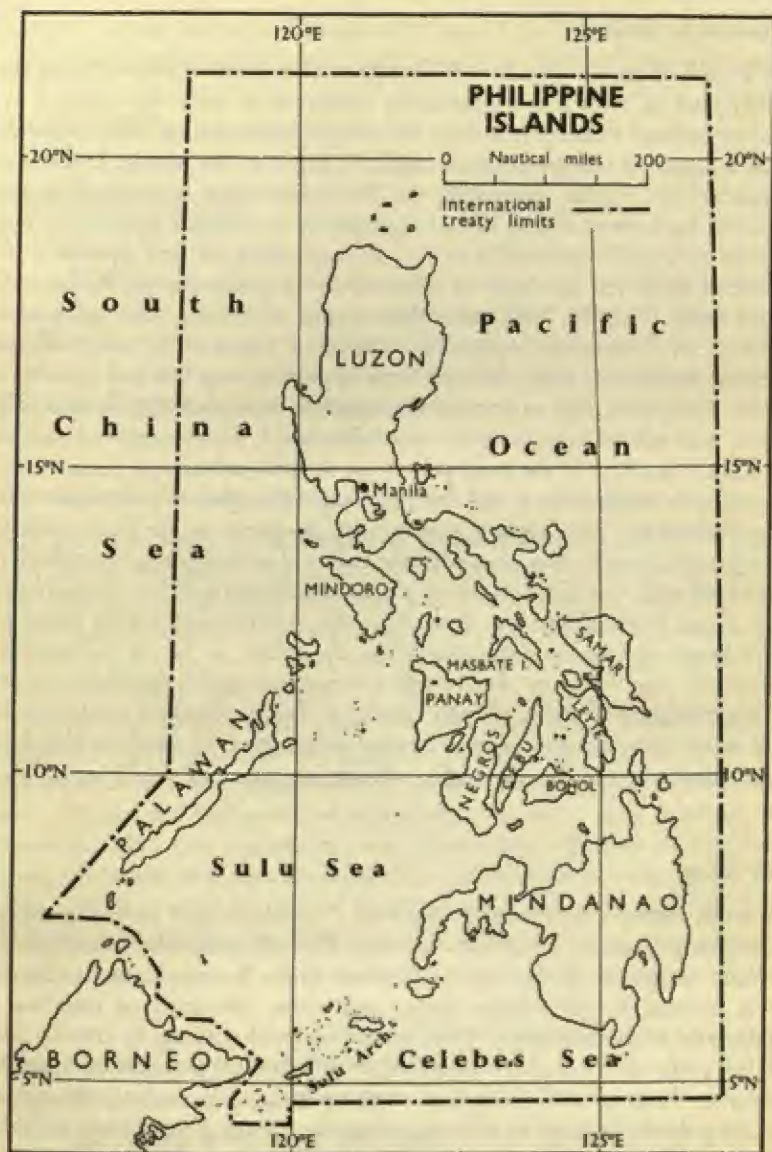 120°E 125°E
PHILIPPINE
ISLANDS
20°N 0 Nautical miles 200 20°N
International
treaty limits
South Pacific
LUZON
China Ocean
15°N 15°N
Manila
Sea
MINDORO
SAMAR
MASBATE I.
PANAY
LEYTE
PALAWAN
NEGROS
CEBU
10°N 10°N
BOHOL
Sulu Sea
MINDANAO
BORNEO
Sulu Arch.
Celebes Sea
5°N 5°N
120°E 125°E